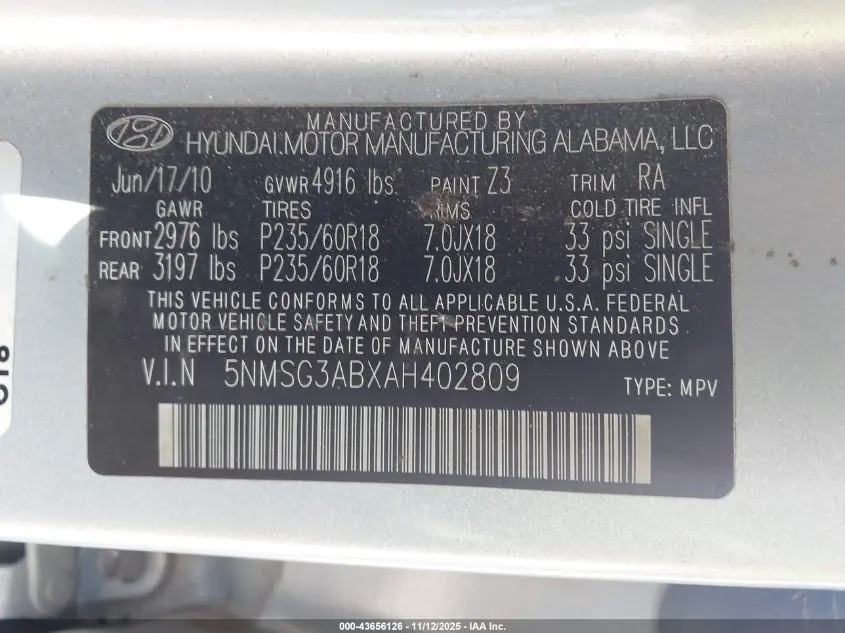 MANUFACTURED BY
HYUNDAI MOTOR MANUFACTURING ALABAMA, LLC
Jun/17/10 GVWR 4916 lbs. PAINT Z3 TRIM RA
GAWR TIRES RIMS COLD TIRE INFL
FRONT 2976 lbs P235/60R18 7.0JX18 33 psi SINGLE
REAR 3197 lbs P235/60R18 7.0JX18 33 psi SINGLE
THIS VEHICLE CONFORMS TO ALL APPLICABLE U.S.A. FEDERAL
MOTOR VEHICLE SAFETY AND THEFT PREVENTION STANDARDS
IN EFFECT ON THE DATE OF MANUFACTURE SHOWN ABOVE
V.I.N 5NMSG3ABXAH402809 TYPE: MPV
000-43656126 - 11/12/2025 - IAA Inc.